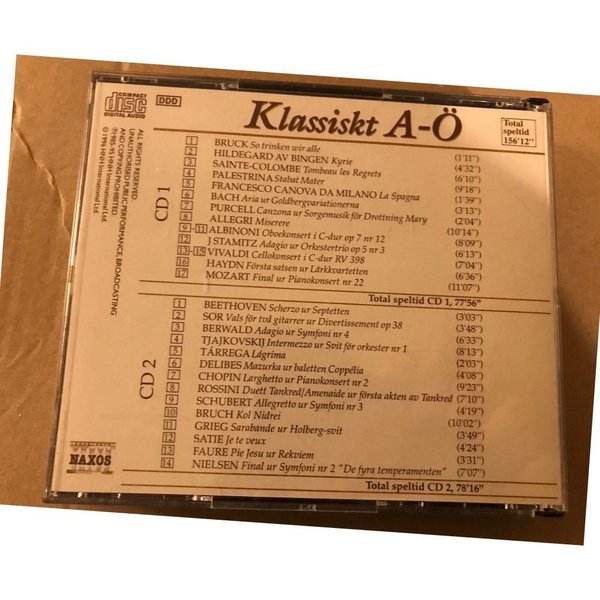 COMPACT
disc
DIGITAL AUDIO
DDD
Klassiskt A-Ö
Total
speltid
156'12"
ALL RIGHTS RESERVED
UNAUTHORISED PUBLIC PERFORMANCE, BROADCASTING
AND COPYING PROHIBITED
℗ 1985-95 HNH International Ltd.
© 1996 HNH International Ltd.
CD 1
1 BRUCK So trinken wir alle (1'11")
2 HILDEGARD AV BINGEN Kyrie (4'32")
3 SAINTE-COLOMBE Tombeau les Regrets (6'10")
4 PALESTRINA Stabat Mater (9'18")
5 FRANCESCO CANOVA DA MILANO La Spagna (1'39")
6 BACH Aria ur Goldbergvariationerna (3'13")
7 PURCELL Canzona ur Sorgemusik för Drottning Mary (2'04")
8 ALLEGRI Miserere (10'14")
9 - 11 ALBINONI Oboekonsert i C-dur op 7 nr 12 (8'09")
12 J STAMITZ Adagio ur Orkestertrio op 5 nr 3 (6'13")
13 - 15 VIVALDI Cellokonsert i C-dur RV 398 (7'04")
16 HAYDN Första satsen ur Lärkkvartetten (6'36")
17 MOZART Final ur Pianokonsert nr 22 (11'07")
Total speltid CD 1, 77'56"
CD 2
1 BEETHOVEN Scherzo ur Septetten (3'03")
2 SOR Vals för två gitarrer ur Divertissement op 38 (3'48")
3 BERWALD Adagio ur Symfoni nr 4 (6'33")
4 TJAJKOVSKIJ Intermezzo ur Svit för orkester nr 1 (8'13")
5 TÁRREGA Lágrima (2'03")
6 DELIBES Mazurka ur baletten Coppélia (4'08")
7 CHOPIN Larghetto ur Pianokonsert nr 2 (9'23")
8 ROSSINI Duett Tankred/Amenaide ur första akten av Tankred (7'10")
9 SCHUBERT Allegretto ur Symfoni nr 3 (4'19")
10 BRUCH Kol Nidrei (10'02")
11 GRIEG Sarabande ur Holberg-svit (3'49")
12 SATIE Je te veux (4'24")
13 FAURE Pie Jesu ur Rekviem (3'31")
14 NIELSEN Final ur Symfoni nr 2 "De fyra temperamenten" (7'07")
Total speltid CD 2, 78'16"
NAXOS